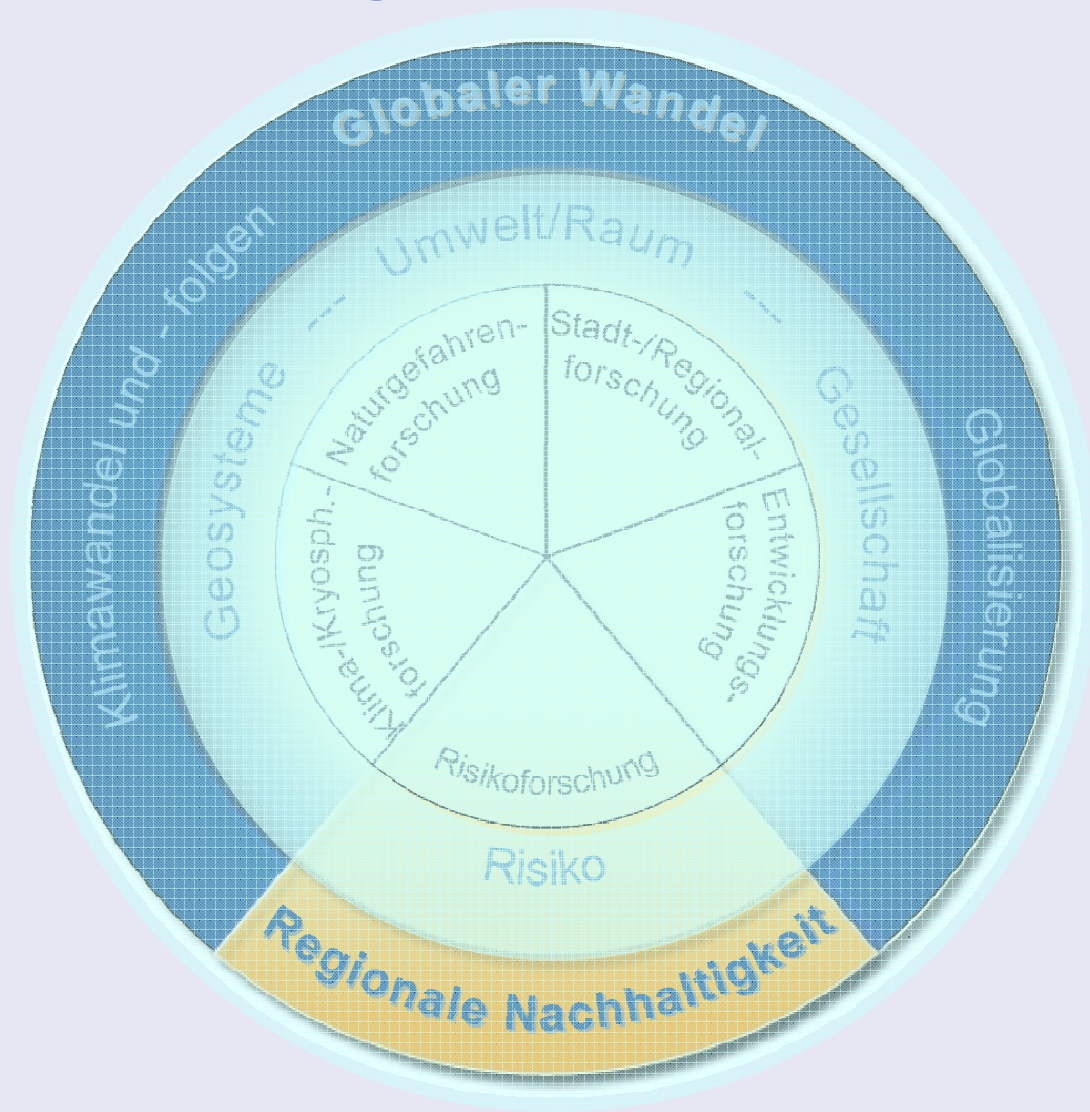 Globaler Wandel
Klimawandel und - folgen
Globalisierung
Umwelt/Raum
---
---
Geosysteme
Gesellschaft
Naturgefahren-
forschung
Stadt-/Regional-
forschung
Klima-/Kryosph.-
forschung
Entwicklungs-
forschung
Risikoforschung
Risiko
Regionale Nachhaltigkeit